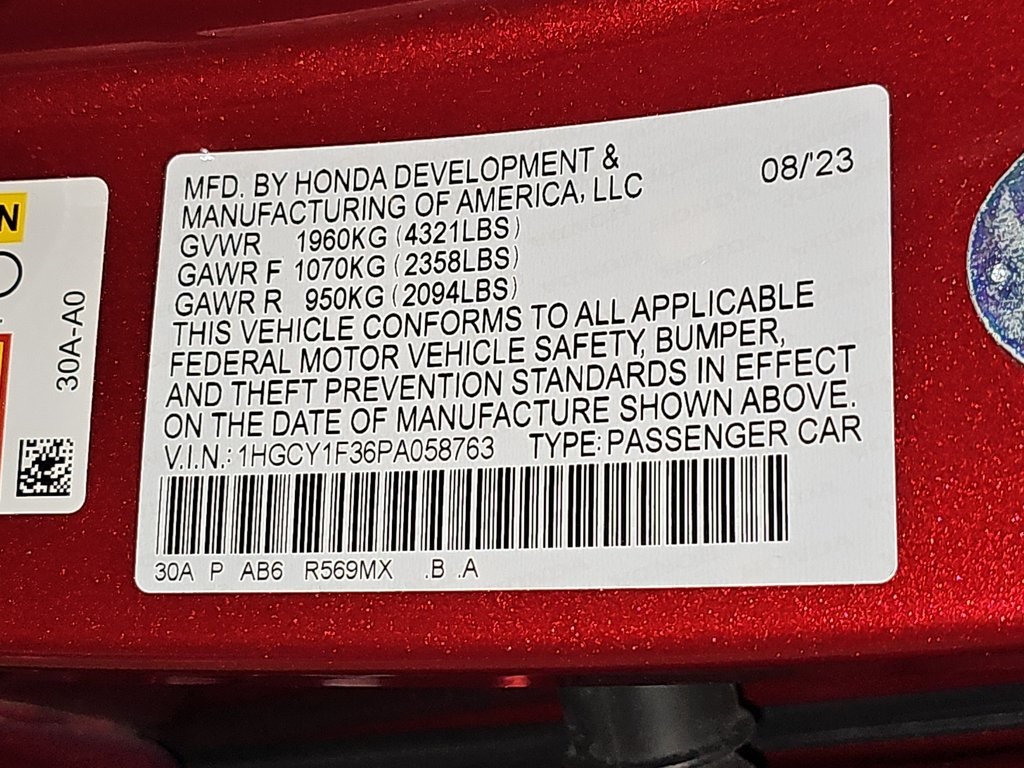 MFD. BY HONDA DEVELOPMENT &
MANUFACTURING OF AMERICA, LLC
08/'23
GVWR 1960KG (4321LBS)
GAWR F 1070KG (2358LBS)
GAWR R 950KG (2094LBS)
THIS VEHICLE CONFORMS TO ALL APPLICABLE
FEDERAL MOTOR VEHICLE SAFETY, BUMPER,
AND THEFT PREVENTION STANDARDS IN EFFECT
ON THE DATE OF MANUFACTURE SHOWN ABOVE.
V.I.N.: 1HGCY1F36PA058763 TYPE: PASSENGER CAR
30A P AB6 R569MX .B .A
N
30A-A0